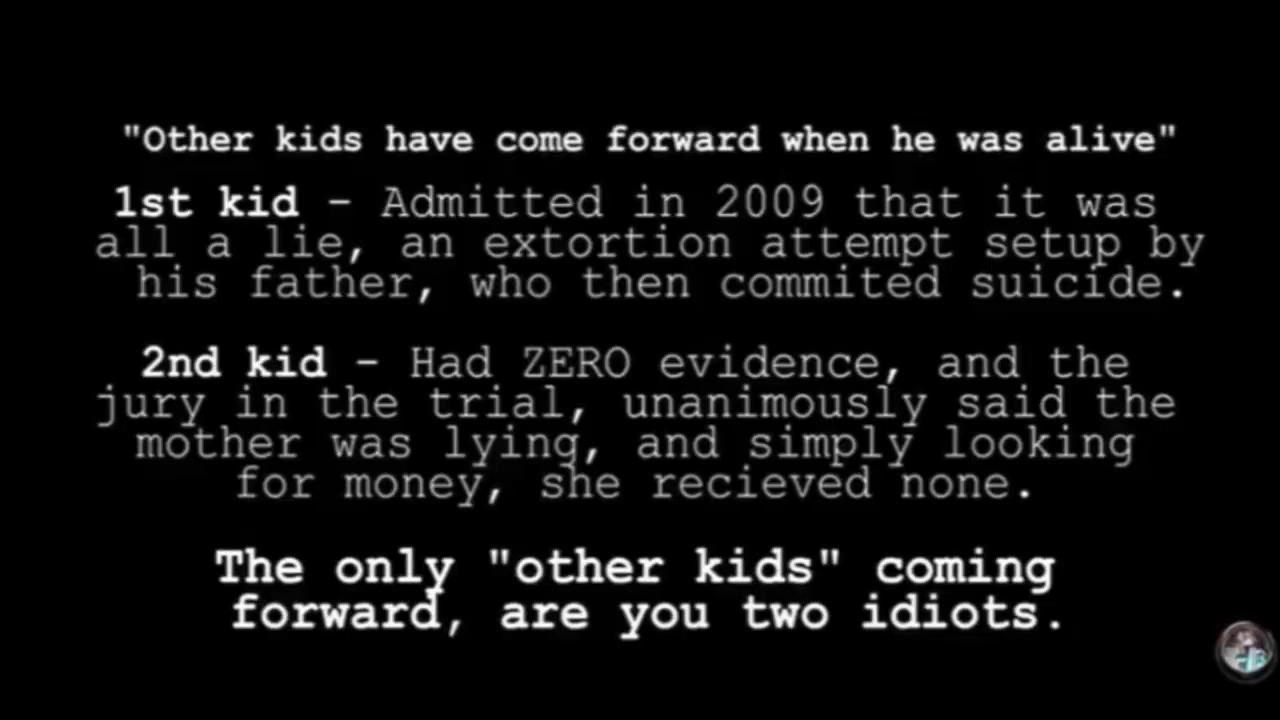 "Other kids have come forward when he was alive"
1st kid - Admitted in 2009 that it was
all a lie, an extortion attempt setup by
his father, who then commited suicide.
2nd kid - Had ZERO evidence, and the
jury in the trial, unanimously said the
mother was lying, and simply looking
for money, she recieved none.
The only "other kids" coming
forward, are you two idiots.